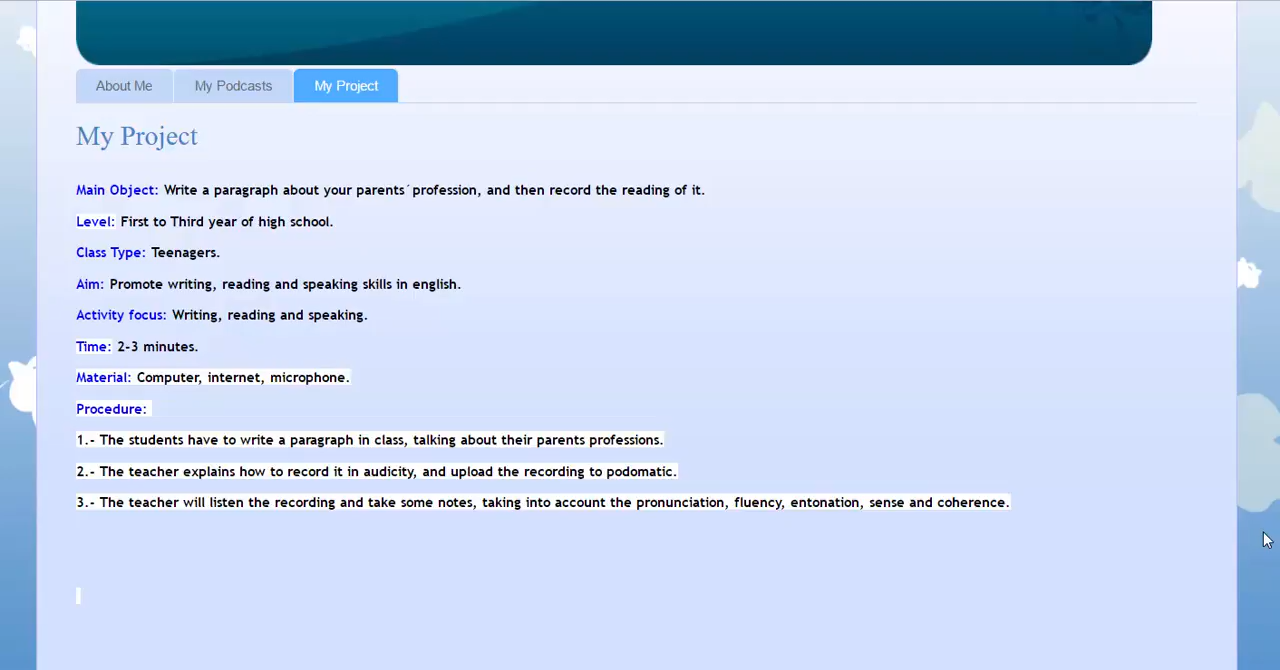 About Me My Podcasts My Project
My Project
Main Object: Write a paragraph about your parents´profession, and then record the reading of it.
Level: First to Third year of high school.
Class Type: Teenagers.
Aim: Promote writing, reading and speaking skills in english.
Activity focus: Writing, reading and speaking.
Time: 2-3 minutes.
Material: Computer, internet, microphone.
Procedure:
1.- The students have to write a paragraph in class, talking about their parents professions.
2.- The teacher explains how to record it in audicity, and upload the recording to podomatic.
3.- The teacher will listen the recording and take some notes, taking into account the pronunciation, fluency, entonation, sense and coherence.